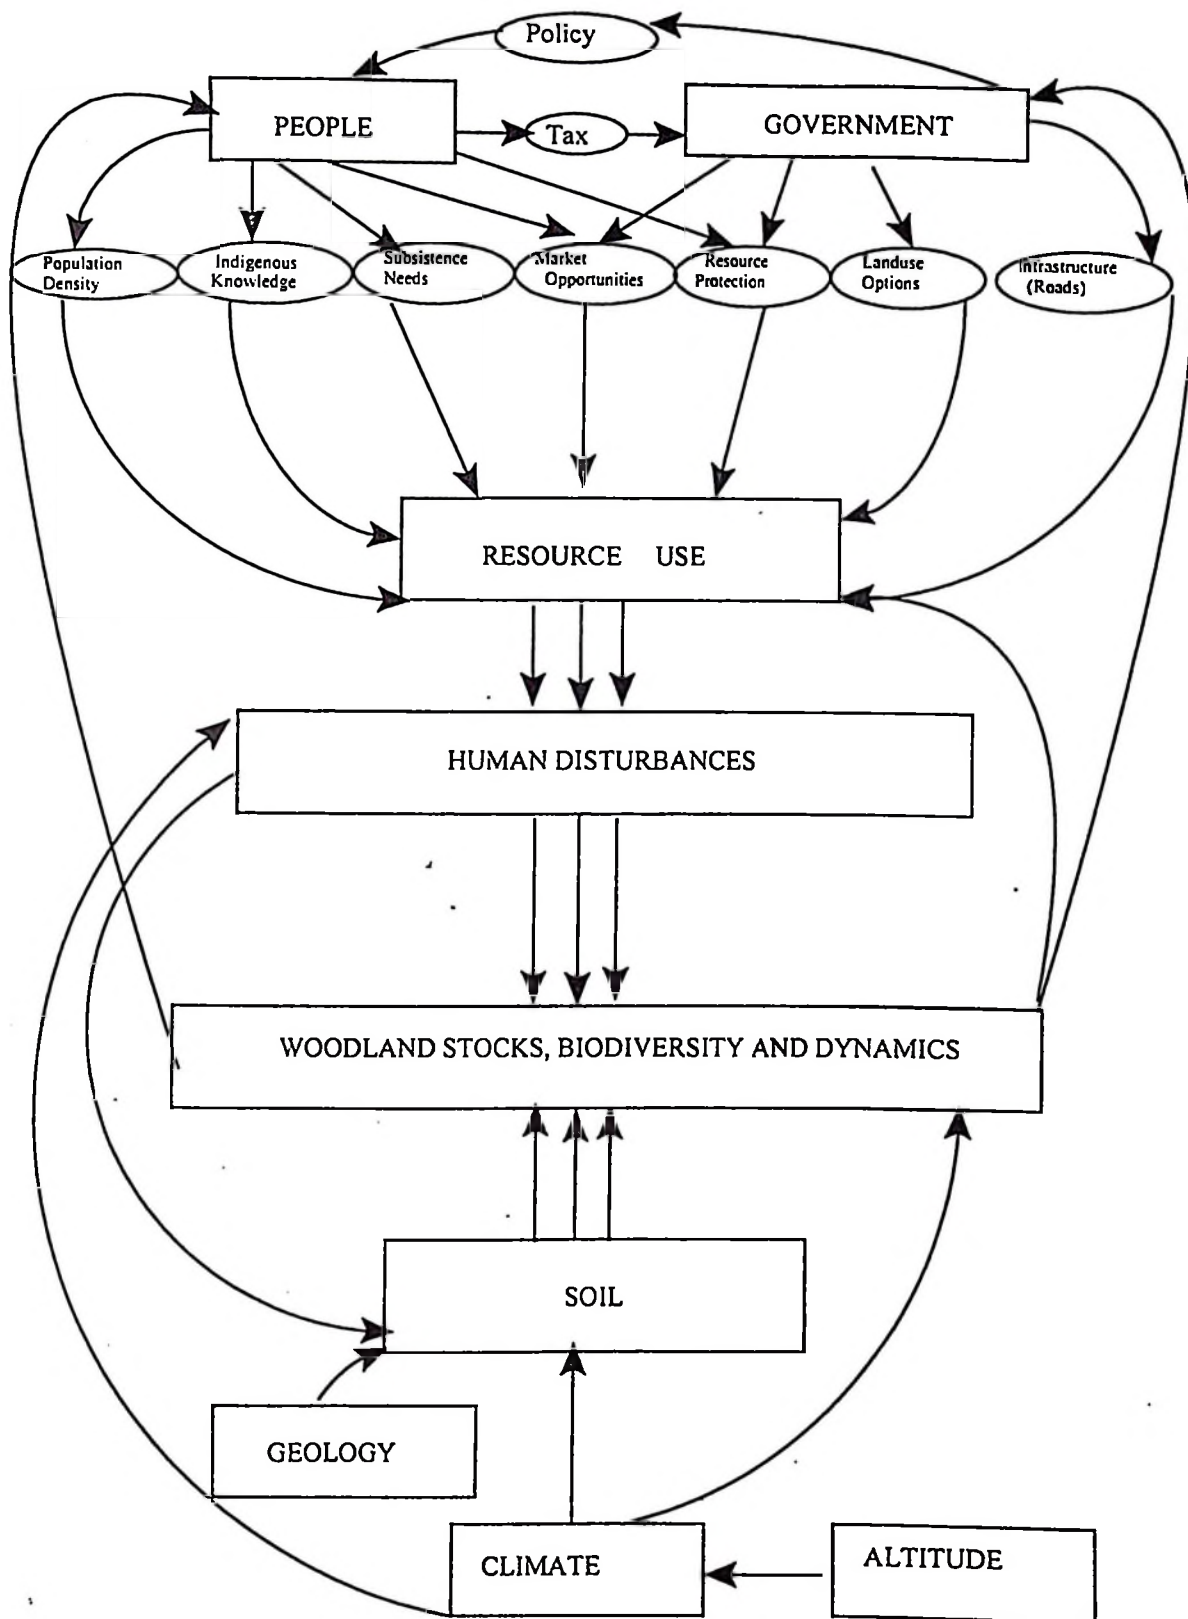 Policy
PEOPLE
Tax
GOVERNMENT
Population
Density
Indigenous
Knowledge
Subsistence
Needs
Market
Opportunities
Resource
Protection
Landuse
Options
Infrastructure
(Roads)
RESOURCE USE
HUMAN DISTURBANCES
WOODLAND STOCKS, BIODIVERSITY AND DYNAMICS
SOIL
GEOLOGY
CLIMATE
ALTITUDE